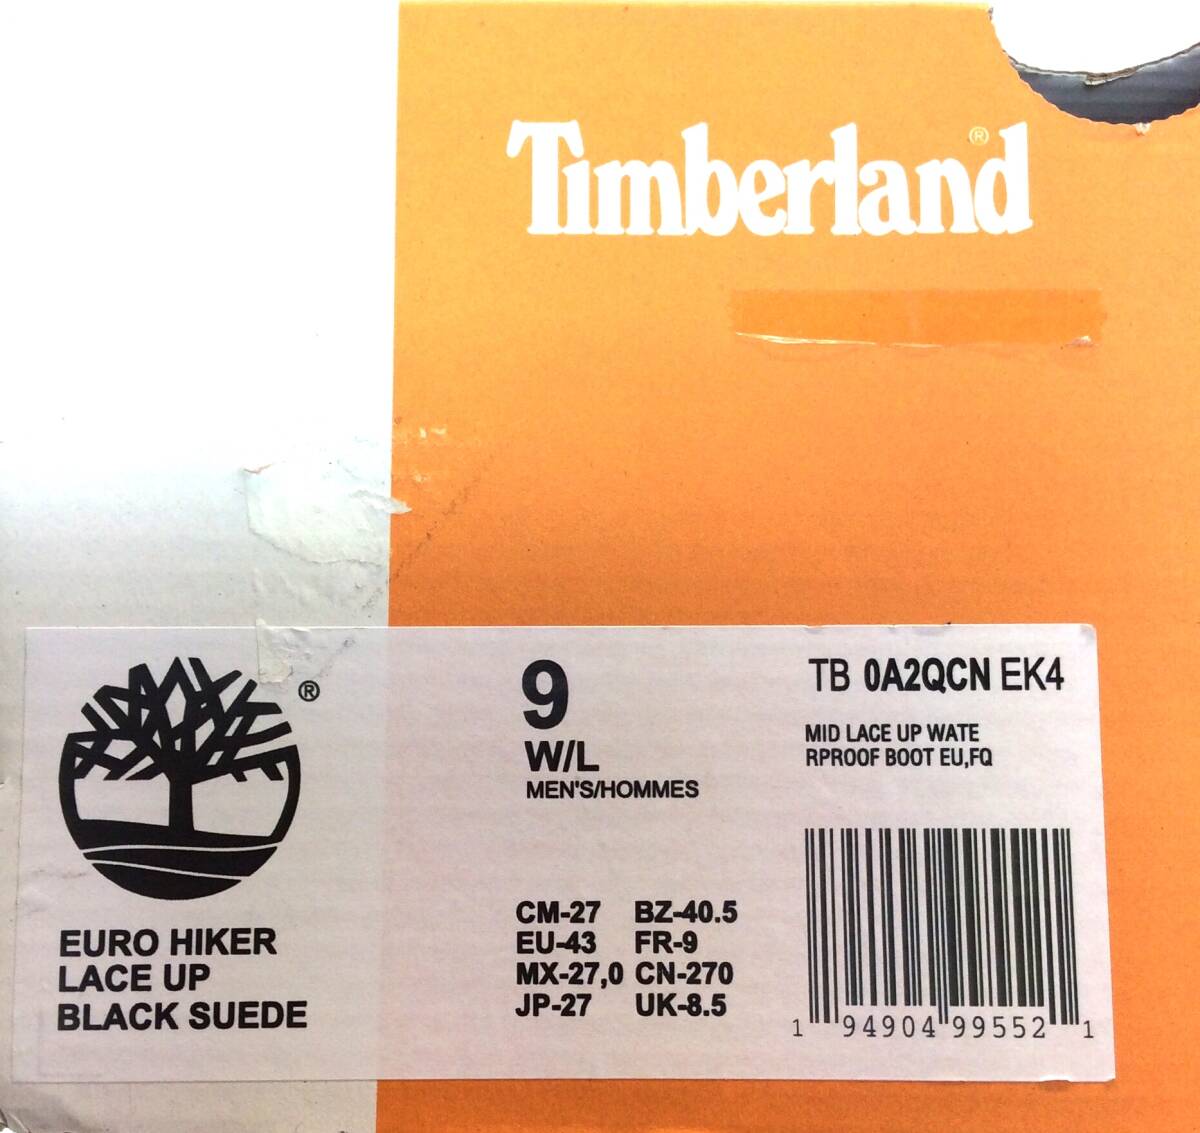 Timberland®
®
EURO HIKER
LACE UP
BLACK SUEDE
9
W/L
MEN'S/HOMMES
CM-27 BZ-40.5
EU-43 FR-9
MX-27,0 CN-270
JP-27 UK-8.5
TB 0A2QCN EK4
MID LACE UP WATE
RPROOF BOOT EU,FQ
1 94904 99552 1